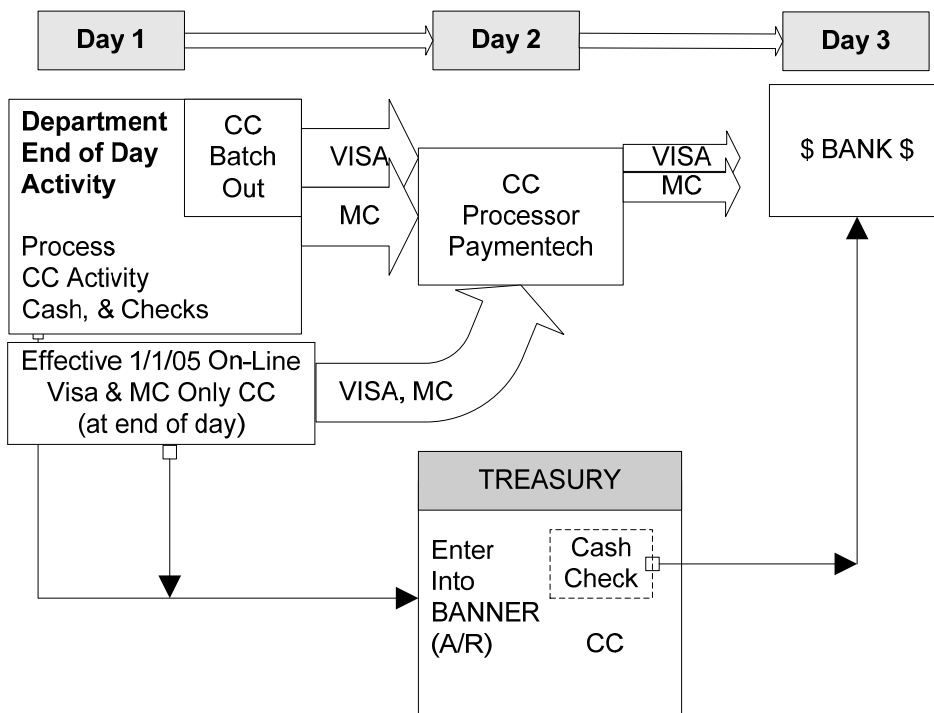 Day 1
Day 2
Day 3
Department
End of Day
Activity
CC
Batch
Out
Process
CC Activity
Cash, & Checks
VISA
MC
CC
Processor
Paymentech
VISA
MC
$ BANK $
Effective 1/1/05 On-Line
Visa & MC Only CC
(at end of day)
VISA, MC
TREASURY
Enter
Into
BANNER
(A/R)
Cash
Check
CC